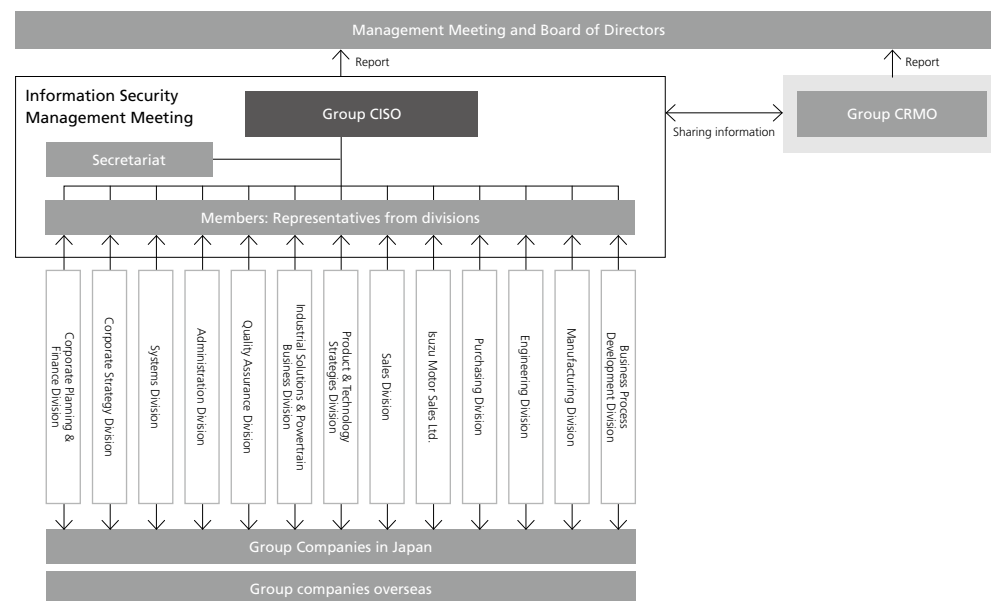 Management Meeting and Board of Directors
Report
Report
Information Security
Management Meeting
Group CISO
Group CRMO
Sharing information
Secretariat
Members: Representatives from divisions
Corporate Planning &
Finance Division
Corporate Strategy Division
Systems Division
Administration Division
Quality Assurance Division
Industrial Solutions & Powertrain
Business Division
Product & Technology
Strategies Division
Sales Division
Isuzu Motor Sales Ltd.
Purchasing Division
Engineering Division
Manufacturing Division
Business Process
Development Division
Group Companies in Japan
Group companies overseas